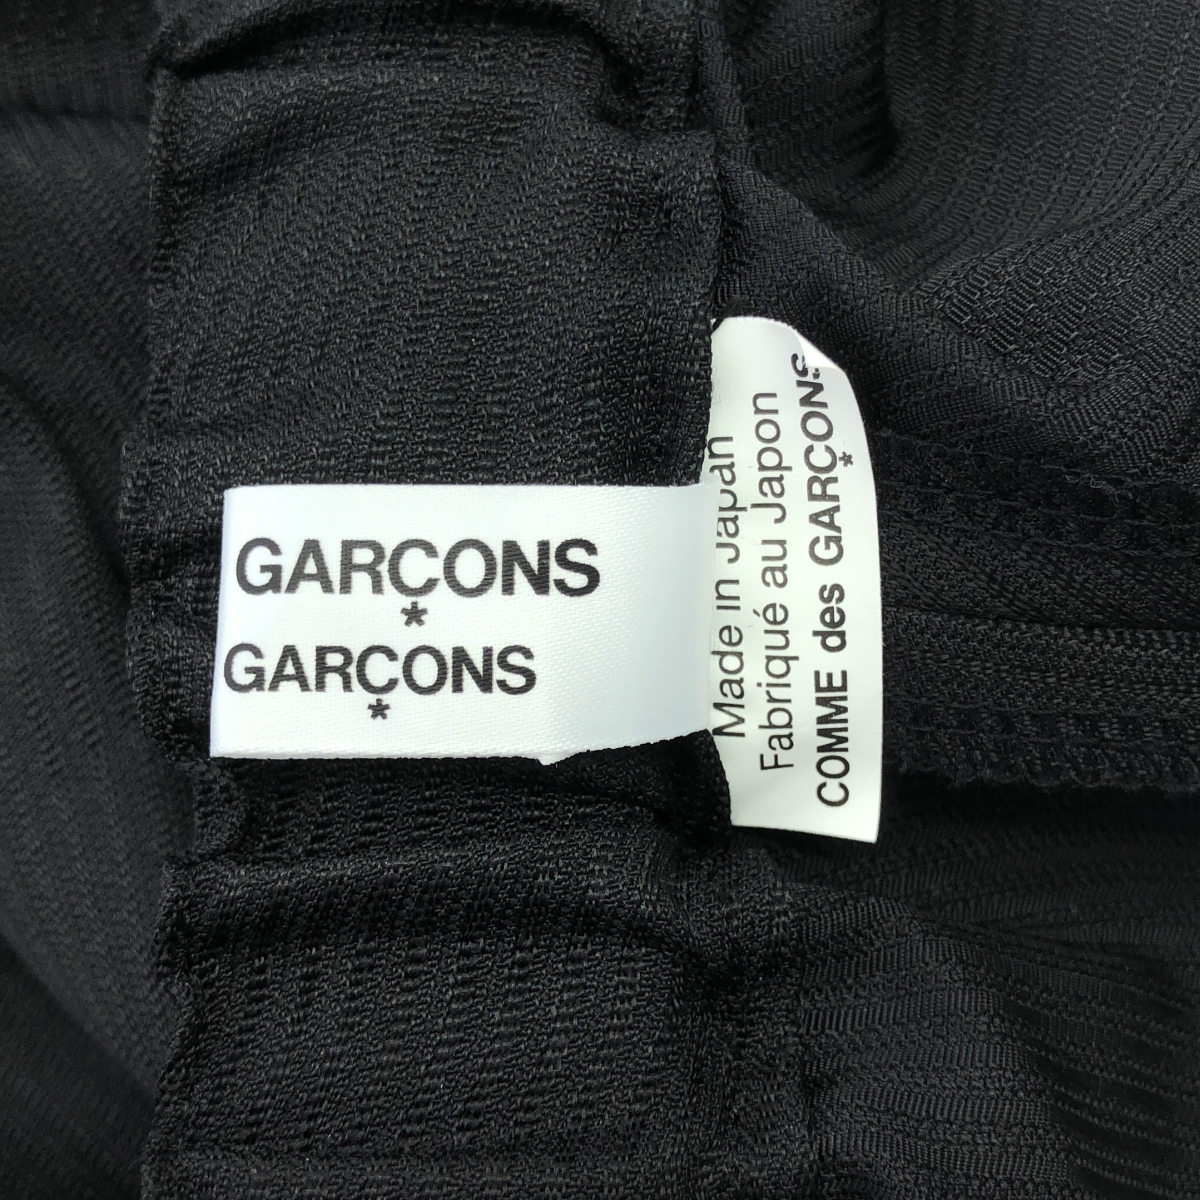 GARÇONS
*
GARÇONS
*
Made in Japan
Fabriqué au Japon
COMME des GARÇONS
*